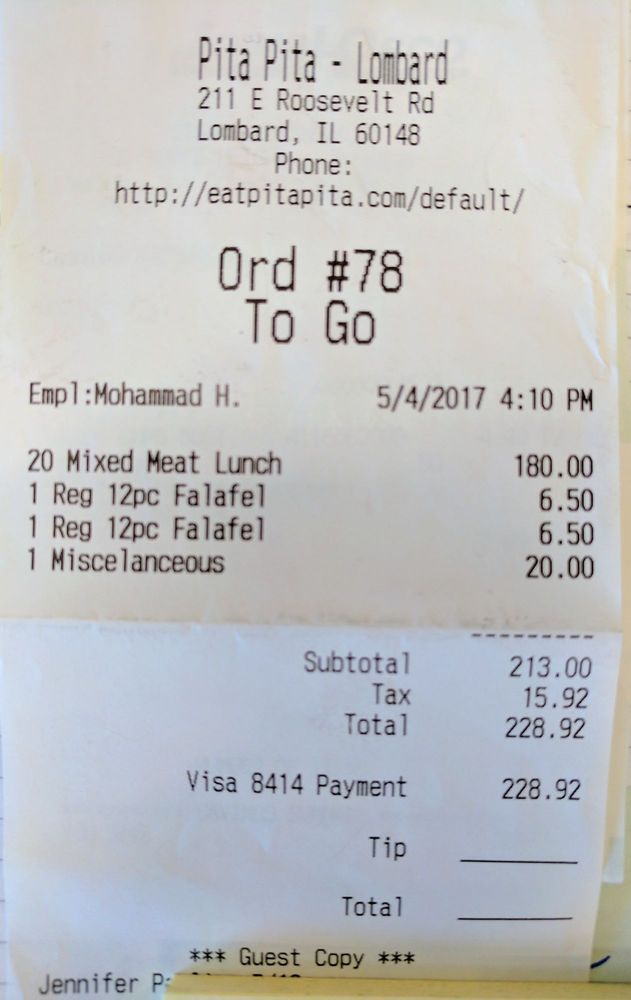 Pita Pita - Lombard
211 E Roosevelt Rd
Lombard, IL 60148
Phone:
http://eatpitapita.com/default/
Ord #78
To Go
Empl:Mohammad H. 5/4/2017 4:10 PM
20 Mixed Meat Lunch 180.00
1 Reg 12pc Falafel 6.50
1 Reg 12pc Falafel 6.50
1 Miscelanceous 20.00
Subtotal 213.00
Tax 15.92
Total 228.92
Visa 8414 Payment 228.92
Tip
Total
*** Guest Copy ***
Jennifer